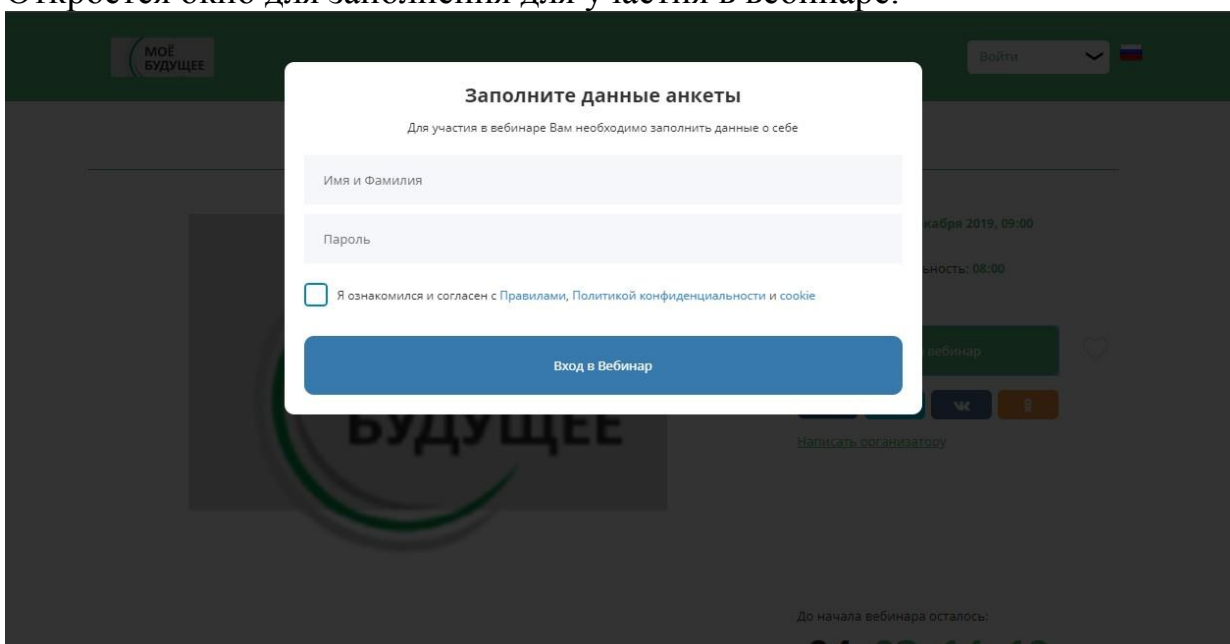 Откроется окно для заполнения для участия в вебинаре:
МОЁ
БУДУЩЕЕ
Войти
Заполните данные анкеты
Для участия в вебинаре Вам необходимо заполнить данные о себе
Имя и Фамилия
Пароль
кабря 2019, 09:00
ьность: 08:00
Я ознакомился и согласен с Правилами, Политикой конфиденциальности и cookie
вебинар
Вход в Вебинар
БУДУЩЕЕ
Написать организатору
До начала вебинара осталось: